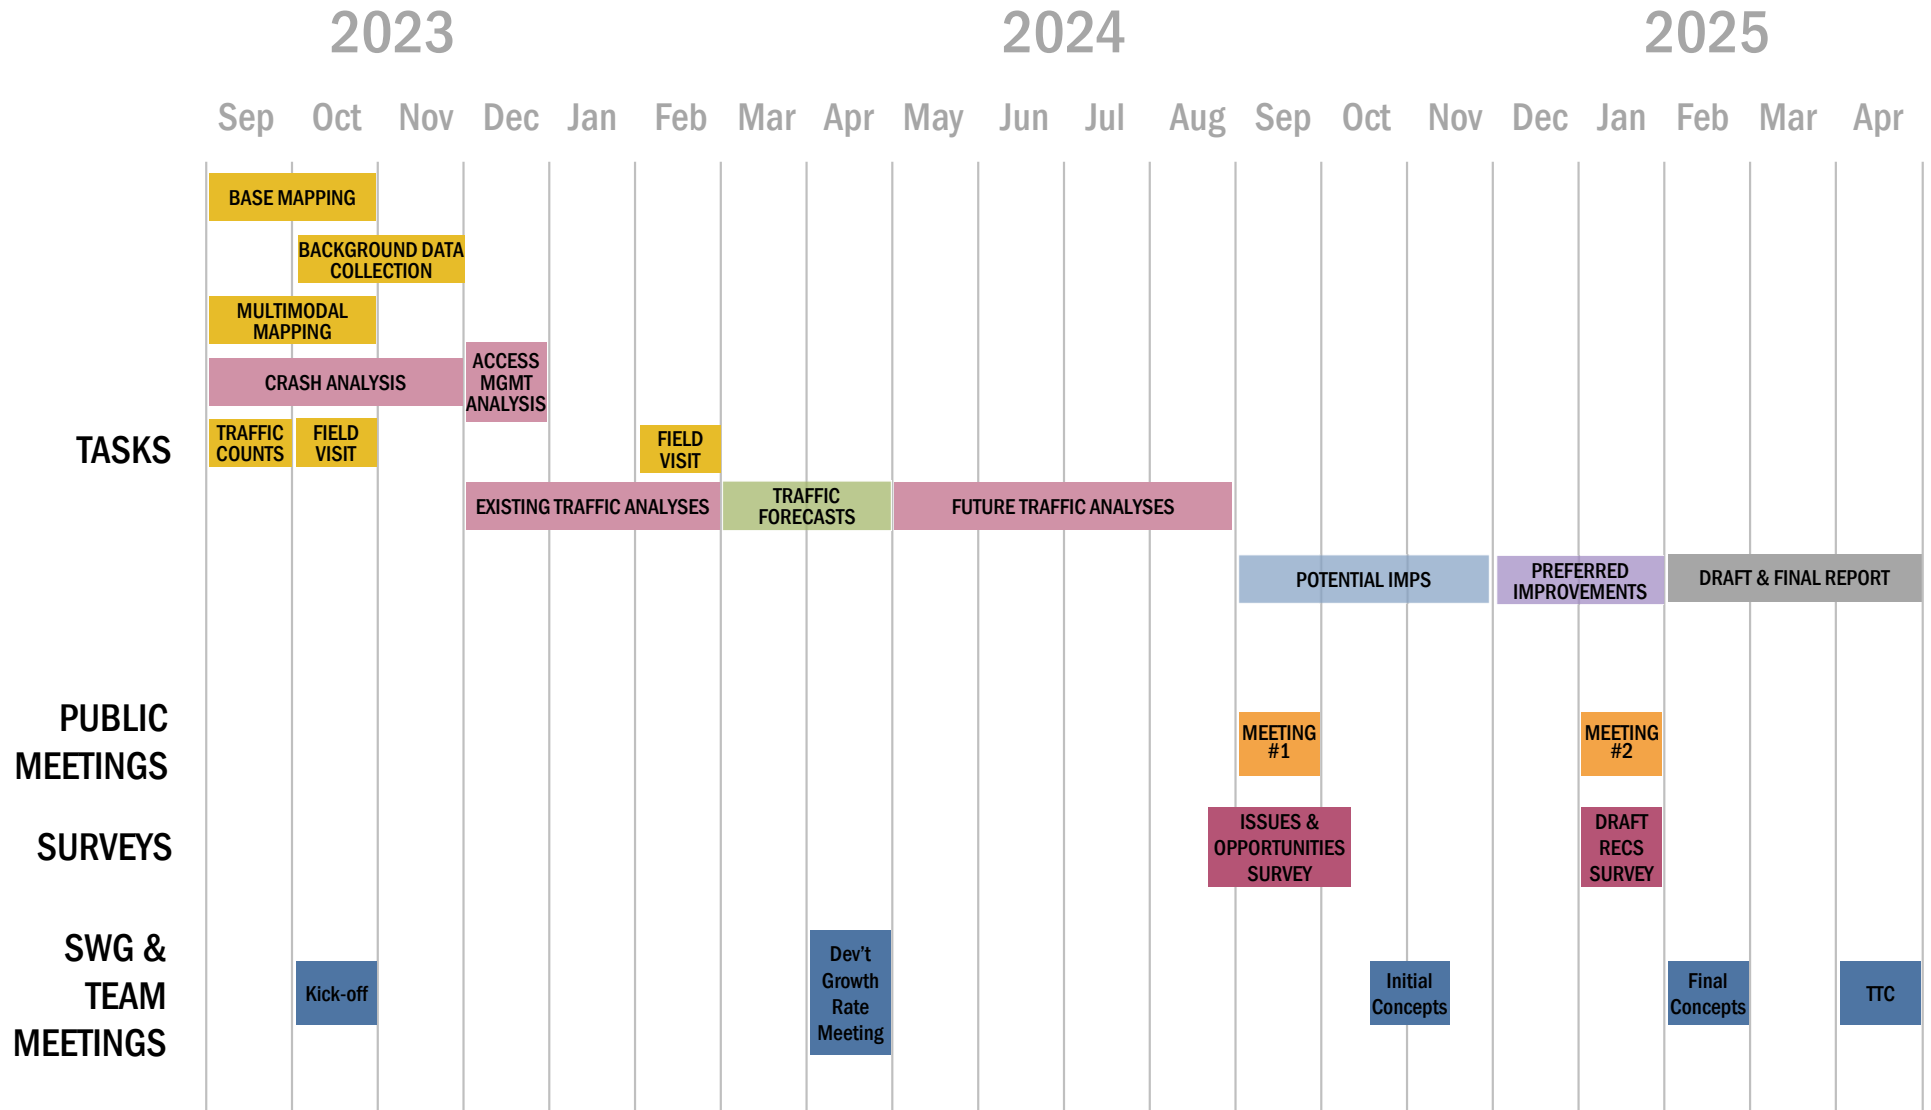 2023 2024 2025
Sep Oct Nov Dec Jan Feb Mar Apr May Jun Jul Aug Sep Oct Nov Dec Jan Feb Mar Apr
BASE MAPPING
BACKGROUND DATA
COLLECTION
MULTIMODAL
MAPPING
CRASH ANALYSIS
ACCESS
MGMT
ANALYSIS
TASKS
TRAFFIC
COUNTS
FIELD
VISIT
FIELD
VISIT
EXISTING TRAFFIC ANALYSES
TRAFFIC
FORECASTS
FUTURE TRAFFIC ANALYSES
POTENTIAL IMPS
PREFERRED
IMPROVEMENTS
DRAFT & FINAL REPORT
PUBLIC
MEETINGS
MEETING
#1
MEETING
#2
SURVEYS
ISSUES &
OPPORTUNITIES
SURVEY
DRAFT
RECS
SURVEY
SWG &
TEAM
MEETINGS
Kick-off
Dev't
Growth
Rate
Meeting
Initial
Concepts
Final
Concepts
TTC